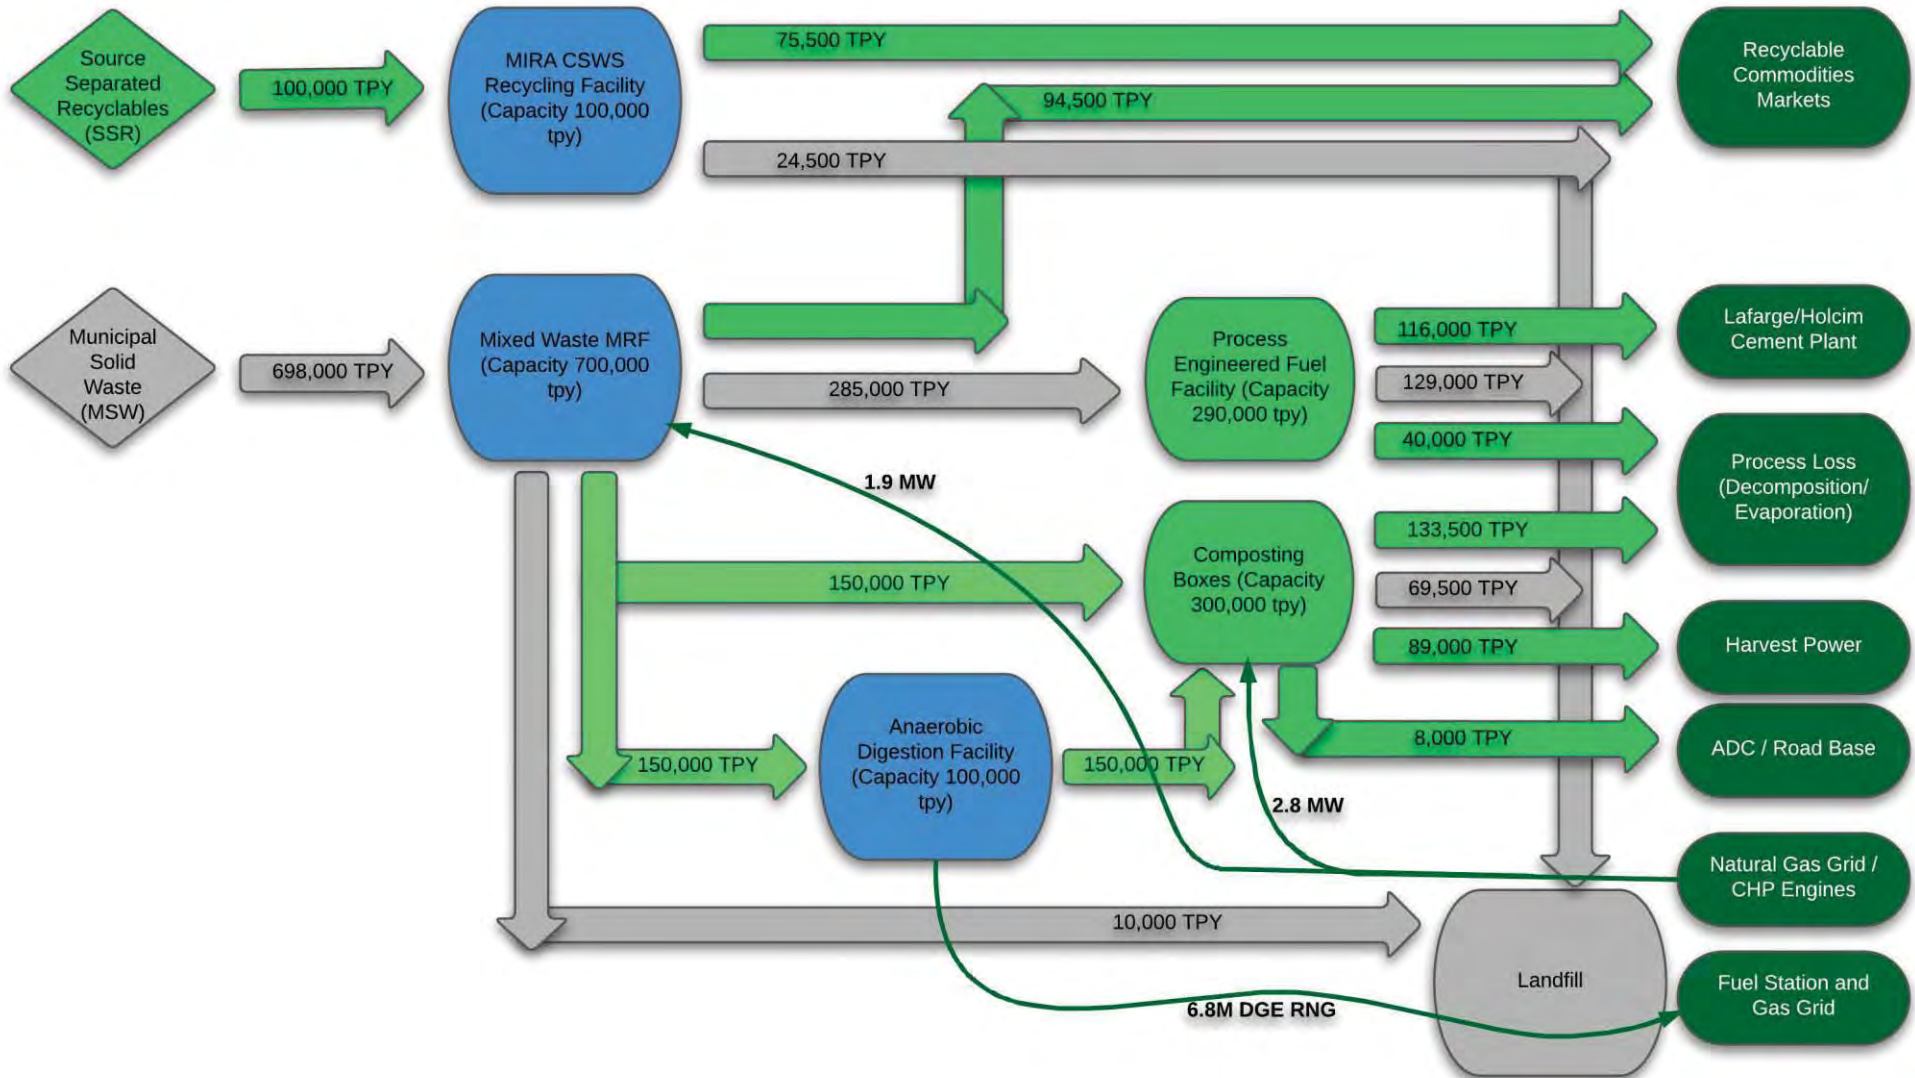 Source
Separated
Recyclables
(SSR)
100,000 TPY
MIRA CSWS
Recycling Facility
(Capacity 100,000
tpy)
75,500 TPY
94,500 TPY
24,500 TPY
Recyclable
Commodities
Markets
Municipal
Solid
Waste
(MSW)
698,000 TPY
Mixed Waste MRF
(Capacity 700,000
tpy)
285,000 TPY
Process
Engineered Fuel
Facility (Capacity
290,000 tpy)
116,000 TPY
129,000 TPY
40,000 TPY
Lafarge/Holcim
Cement Plant
Process Loss
(Decomposition/
Evaporation)
1.9 MW
150,000 TPY
Composting
Boxes (Capacity
300,000 tpy)
133,500 TPY
69,500 TPY
89,000 TPY
Harvest Power
150,000 TPY
Anaerobic
Digestion Facility
(Capacity 100,000
tpy)
150,000 TPY
8,000 TPY
ADC / Road Base
2.8 MW
Natural Gas Grid /
CHP Engines
10,000 TPY
Landfill
6.8M DGE RNG
Fuel Station and
Gas Grid